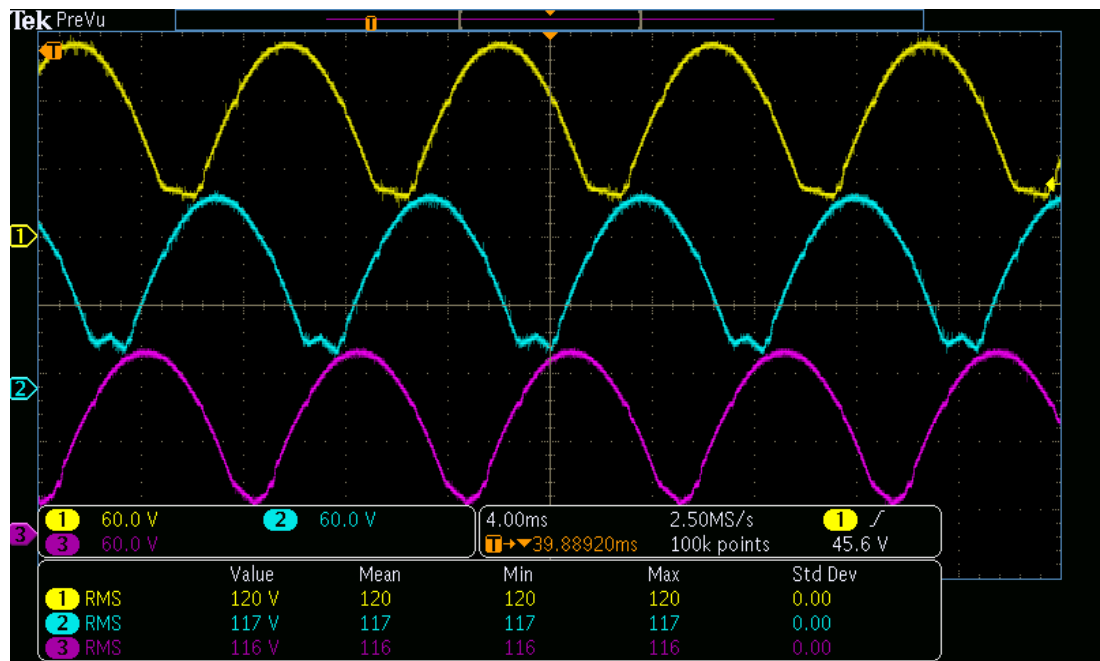 Tek PreVu
T
T
1
2
3
1 60.0 V 2 60.0 V
3 60.0 V
4.00ms 2.50MS/s 1
T→▼39.88920ms 100k points 45.6 V
Value Mean Min Max Std Dev
1 RMS 120 V 120 120 120 0.00
2 RMS 117 V 117 117 117 0.00
3 RMS 116 V 116 116 116 0.00